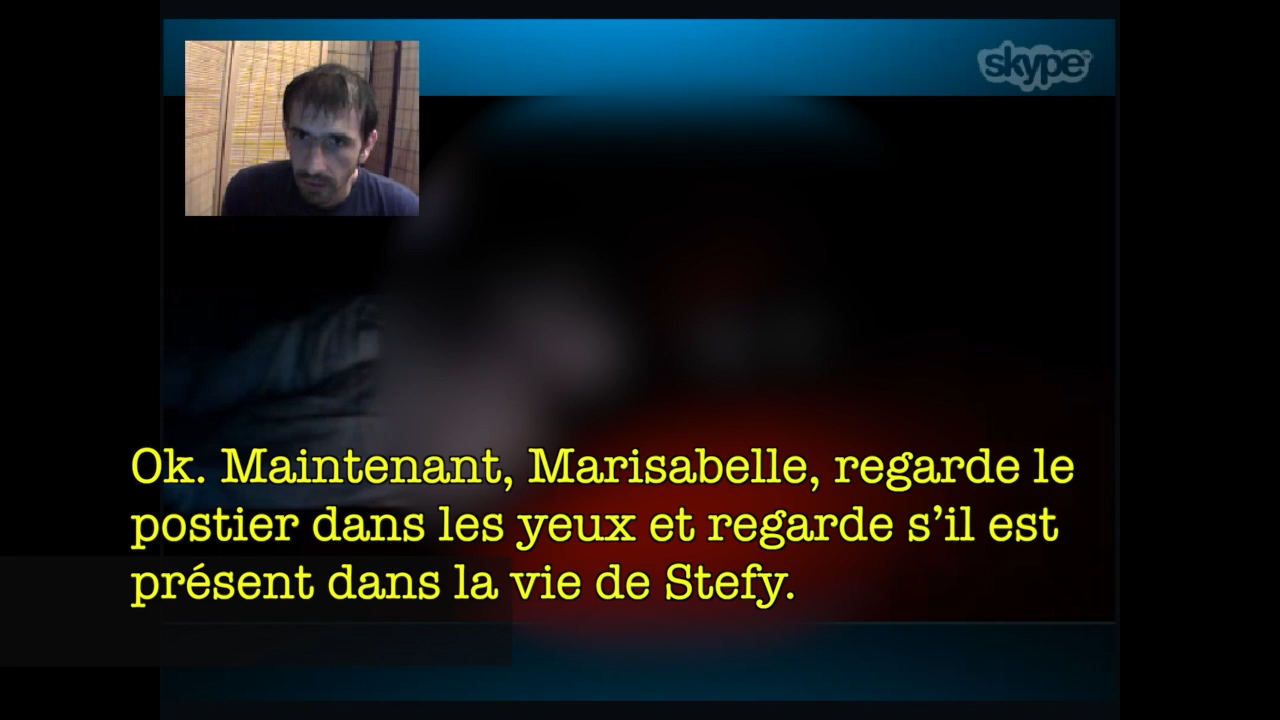 skype
Ok. Maintenant, Marisabelle, regarde le
postier dans les yeux et regarde s’il est
présent dans la vie de Stefy.